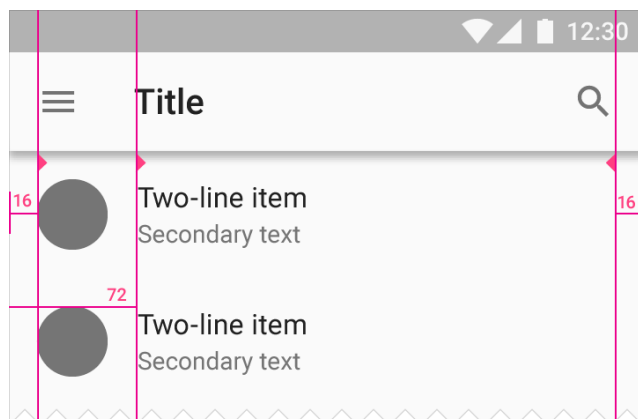 12:30
Title
16
Two-line item
16
Secondary text
72
Two-line item
Secondary text